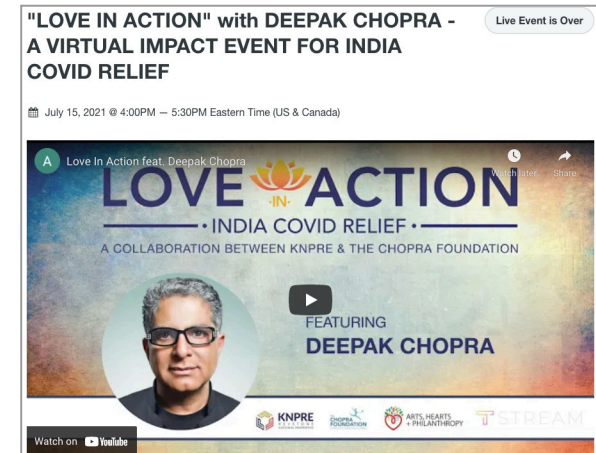 "LOVE IN ACTION" with DEEPAK CHOPRA -
A VIRTUAL IMPACT EVENT FOR INDIA
COVID RELIEF
Live Event is Over
July 15, 2021 @ 4:00PM — 5:30PM Eastern Time (US & Canada)
A
Love In Action feat. Deepak Chopra
Watch later
Share
LOVE -IN- ACTION
• INDIA COVID RELIEF •
A COLLABORATION BETWEEN KNPRE & THE CHOPRA FOUNDATION
FEATURING
DEEPAK CHOPRA
KNPRE
KEYSTONE
CHOPRA
FOUNDATION
ARTS, HEARTS
+ PHILANTHROPY
TSTREAM
Watch on YouTube